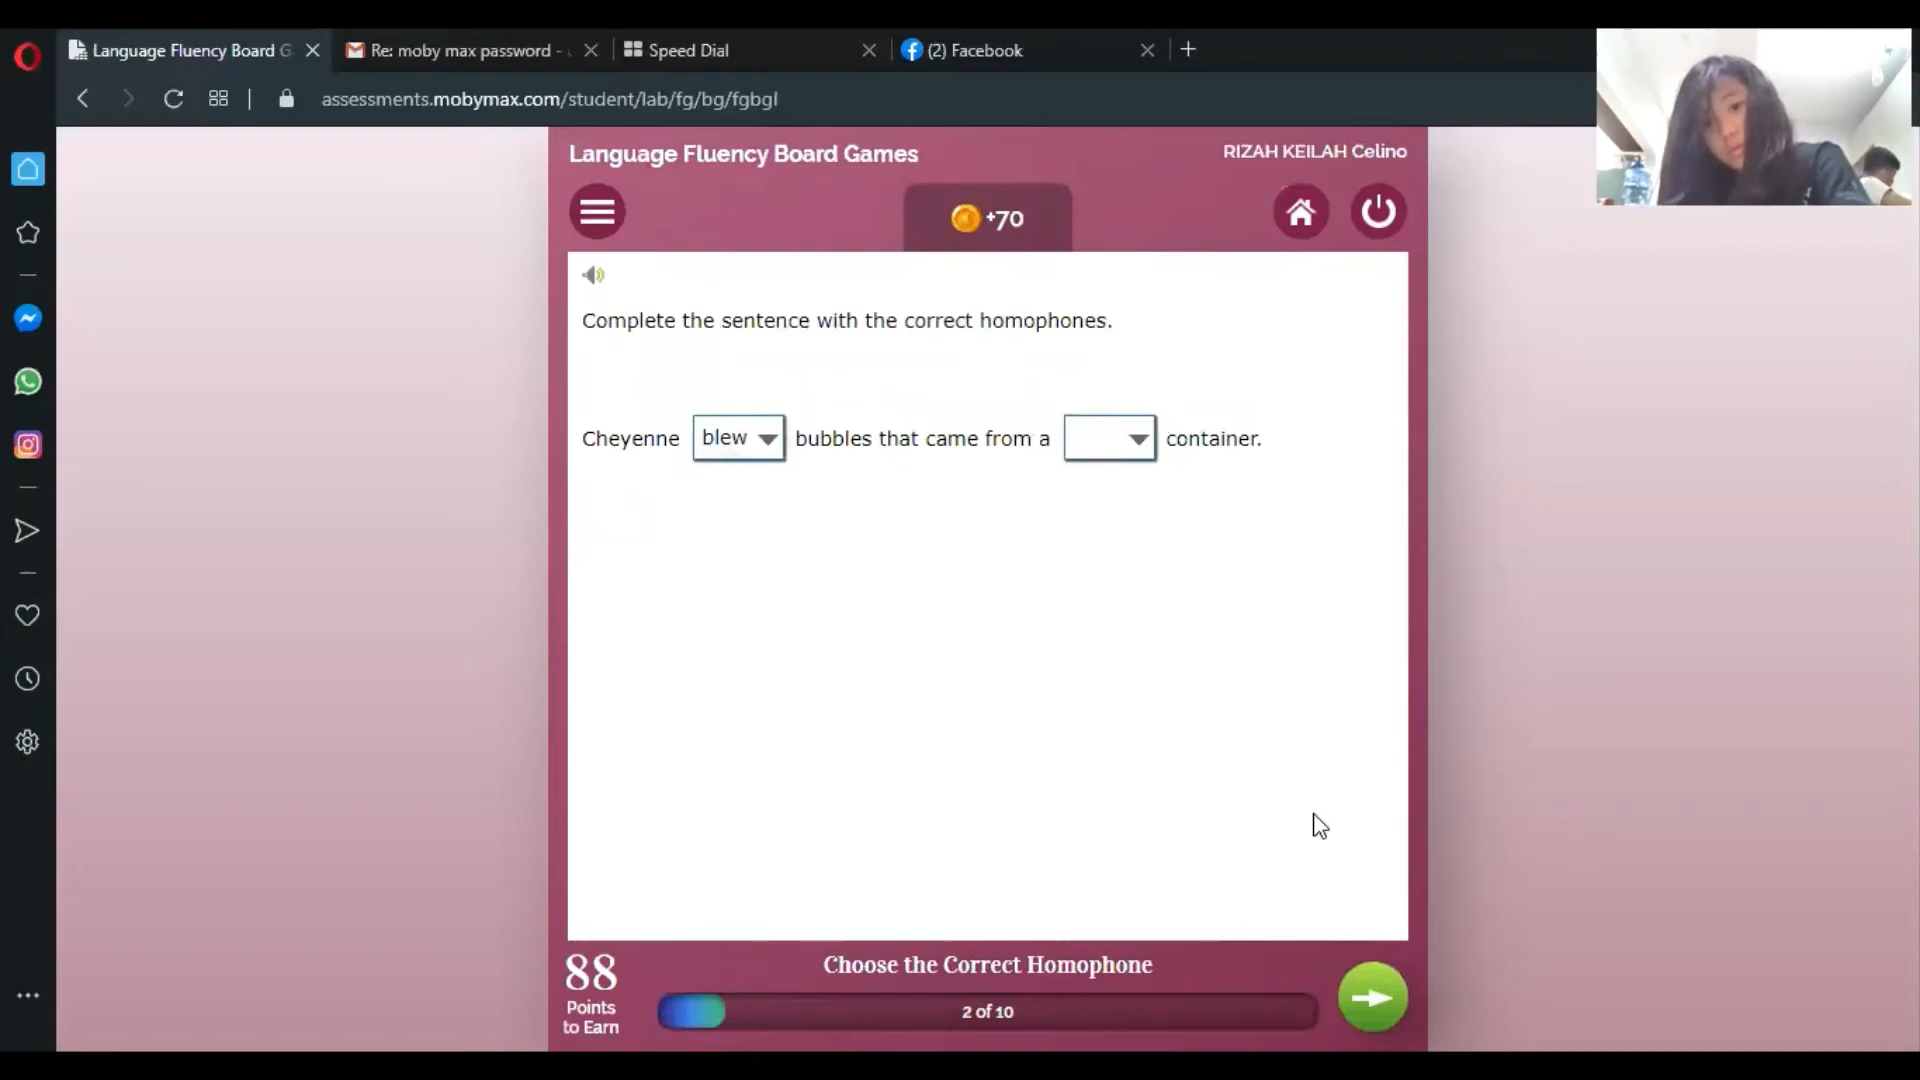 Language Fluency Board G
Re: moby max password -
Speed Dial
(2) Facebook
assessments.mobymax.com/student/lab/fg/bg/fgbgl
Language Fluency Board Games
RIZAH KEILAH Celino
+70
Complete the sentence with the correct homophones.
Cheyenne blew bubbles that came from a container.
88
Points
to Earn
Choose the Correct Homophone
2 of 10